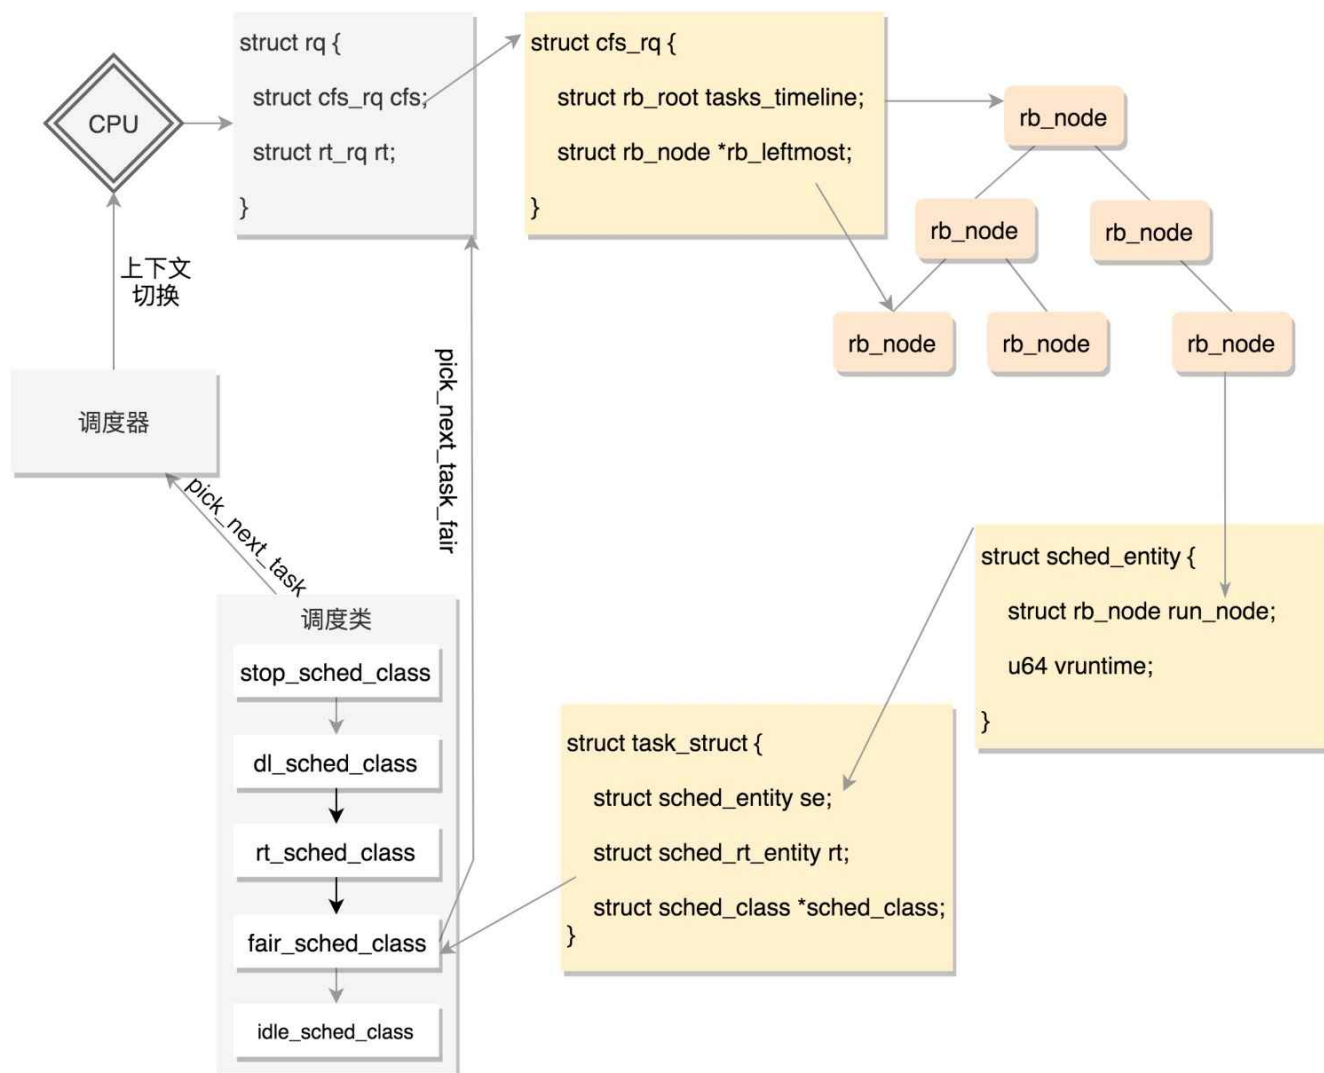 CPU
struct rq {
struct cfs_rq cfs;
struct rt_rq rt;
}
struct cfs_rq {
struct rb_root tasks_timeline;
struct rb_node *rb_leftmost;
}
rb_node
rb_node
rb_node
rb_node
rb_node
rb_node
上下文
切换
调度器
pick_next_task
pick_next_task_fair
调度类
stop_sched_class
dl_sched_class
rt_sched_class
fair_sched_class
idle_sched_class
struct task_struct {
struct sched_entity se;
struct sched_rt_entity rt;
struct sched_class *sched_class;
}
struct sched_entity {
struct rb_node run_node;
u64 vruntime;
}